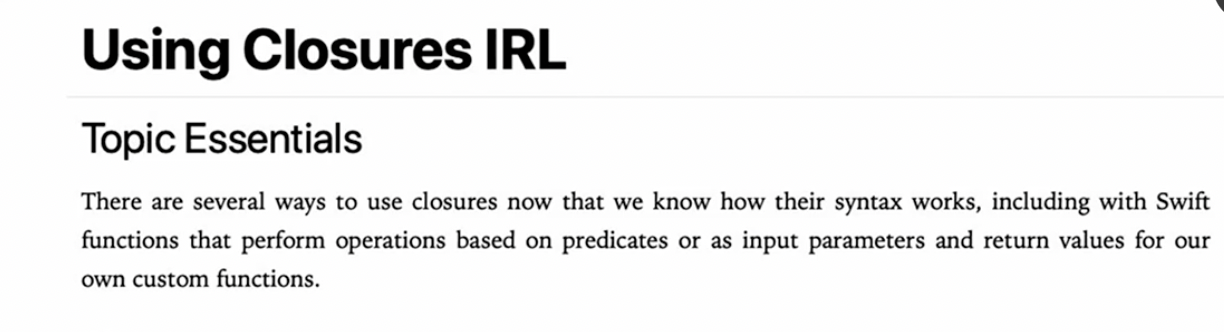 Using Closures IRL
Topic Essentials
There are several ways to use closures now that we know how their syntax works, including with Swift
functions that perform operations based on predicates or as input parameters and return values for our
own custom functions.